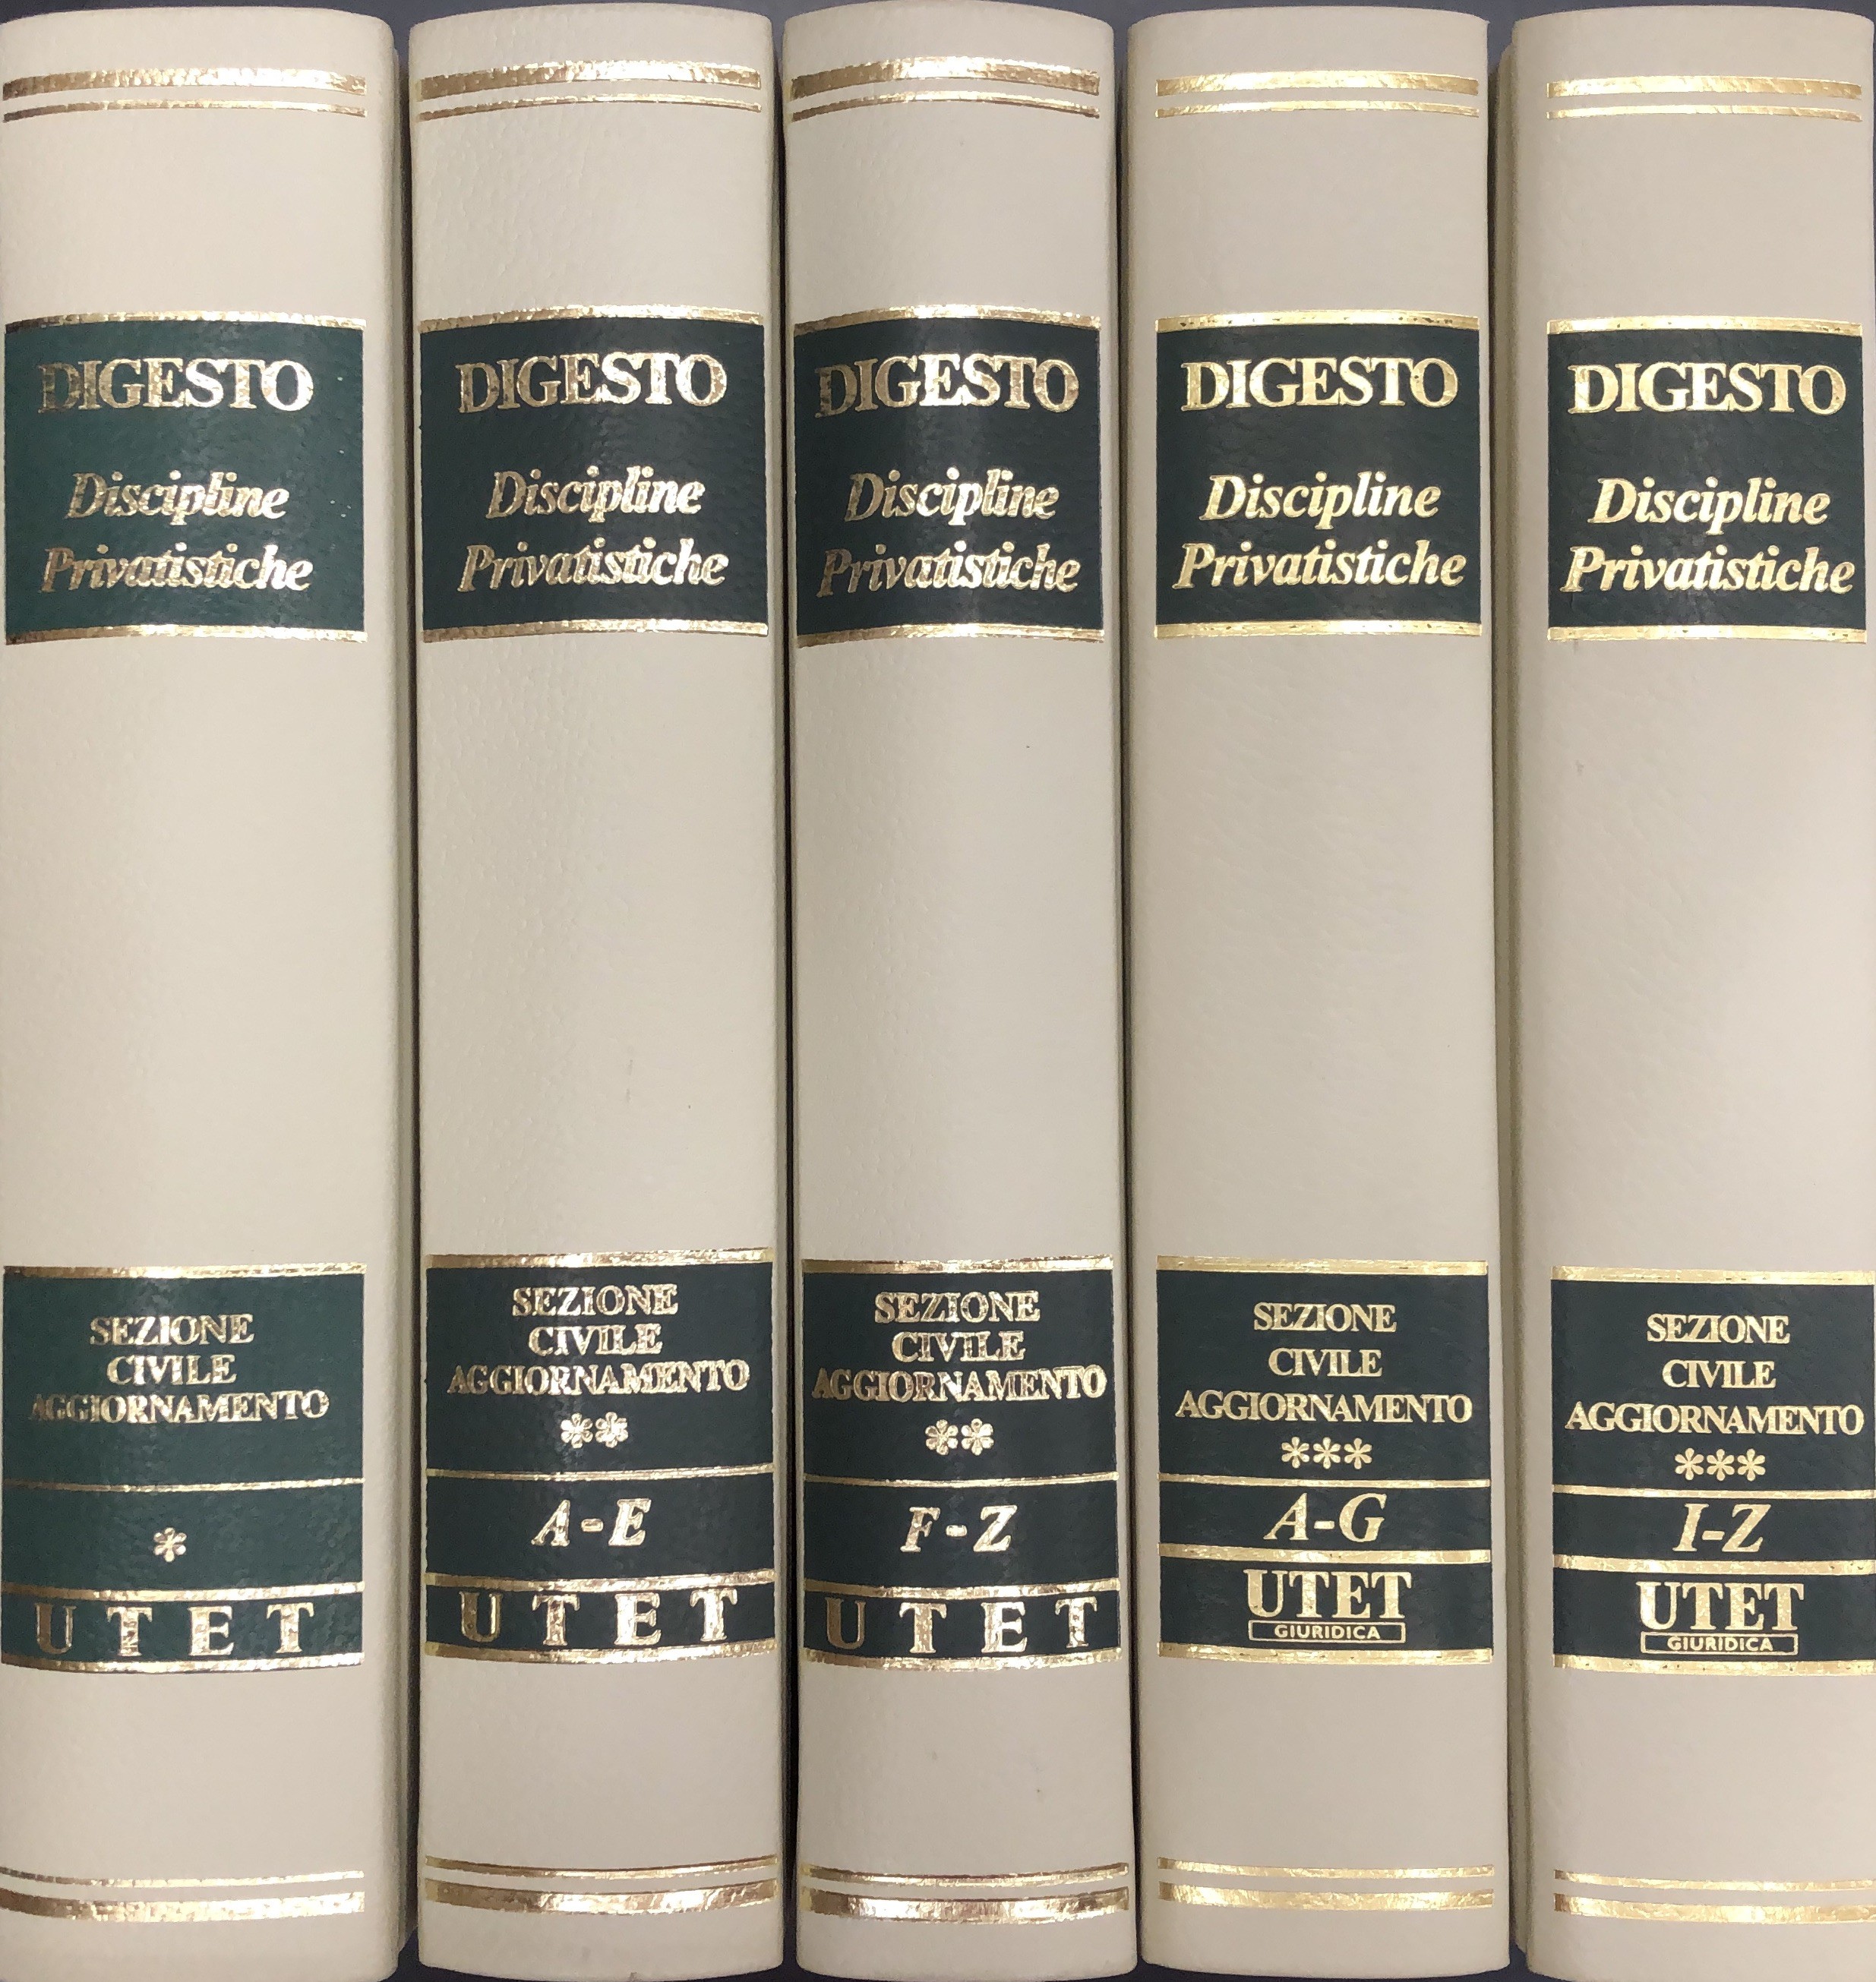 DIGESTO
Discipline
Privatistiche
SEZIONE
CIVILE
AGGIORNAMENTO
*
UTET
DIGESTO
Discipline
Privatistiche
SEZIONE
CIVILE
AGGIORNAMENTO
**
A-E
UTET
DIGESTO
Discipline
Privatistiche
SEZIONE
CIVILE
AGGIORNAMENTO
**
F-Z
UTET
DIGESTO
Discipline
Privatistiche
SEZIONE
CIVILE
AGGIORNAMENTO
***
A-G
UTET
GIURIDICA
DIGESTO
Discipline
Privatistiche
SEZIONE
CIVILE
AGGIORNAMENTO
***
I-Z
UTET
GIURIDICA